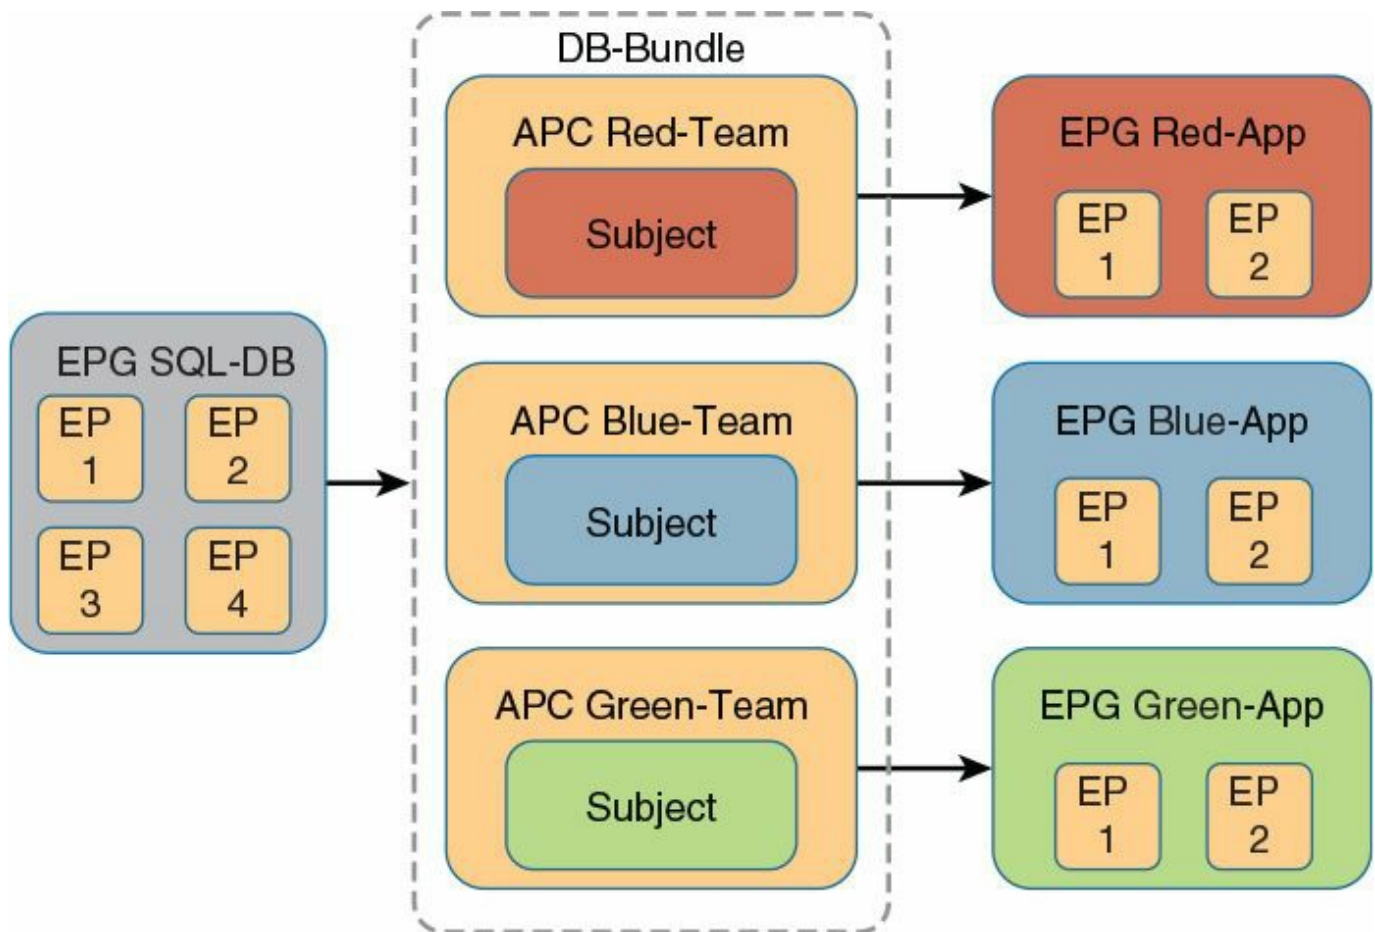 DB-Bundle
APC Red-Team
Subject
EPG Red-App
EP
1
EP
2
EPG SQL-DB
EP
1
EP
2
EP
3
EP
4
APC Blue-Team
Subject
EPG Blue-App
EP
1
EP
2
APC Green-Team
Subject
EPG Green-App
EP
1
EP
2